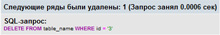 Следующие ряды были удалены: 1 (Запрос занял 0.0006 сек)
SQL-запрос:
DELETE FROM table_name WHERE id = '3'